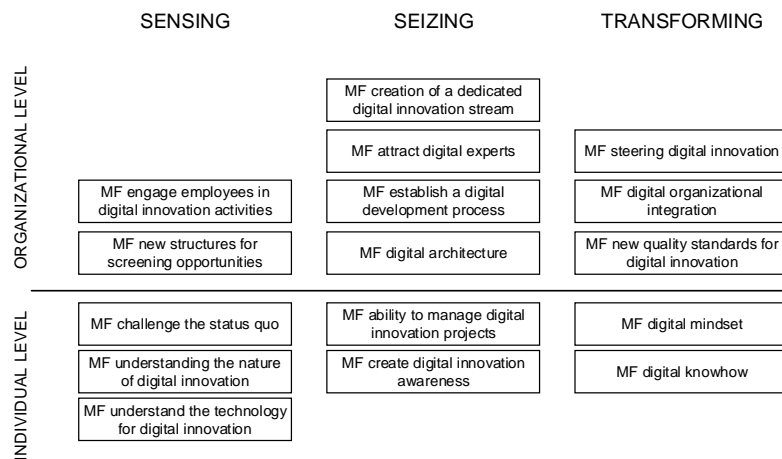 SENSING
SEIZING
TRANSFORMING
ORGANIZATIONAL LEVEL
MF engage employees in
digital innovation activities
MF new structures for
screening opportunities
MF creation of a dedicated
digital innovation stream
MF attract digital experts
MF establish a digital
development process
MF digital architecture
MF steering digital innovation
MF digital organizational
integration
MF new quality standards for
digital innovation
INDIVIDUAL LEVEL
MF challenge the status quo
MF understanding the nature
of digital innovation
MF understand the technology
for digital innovation
MF ability to manage digital
innovation projects
MF create digital innovation
awareness
MF digital mindset
MF digital knowhow